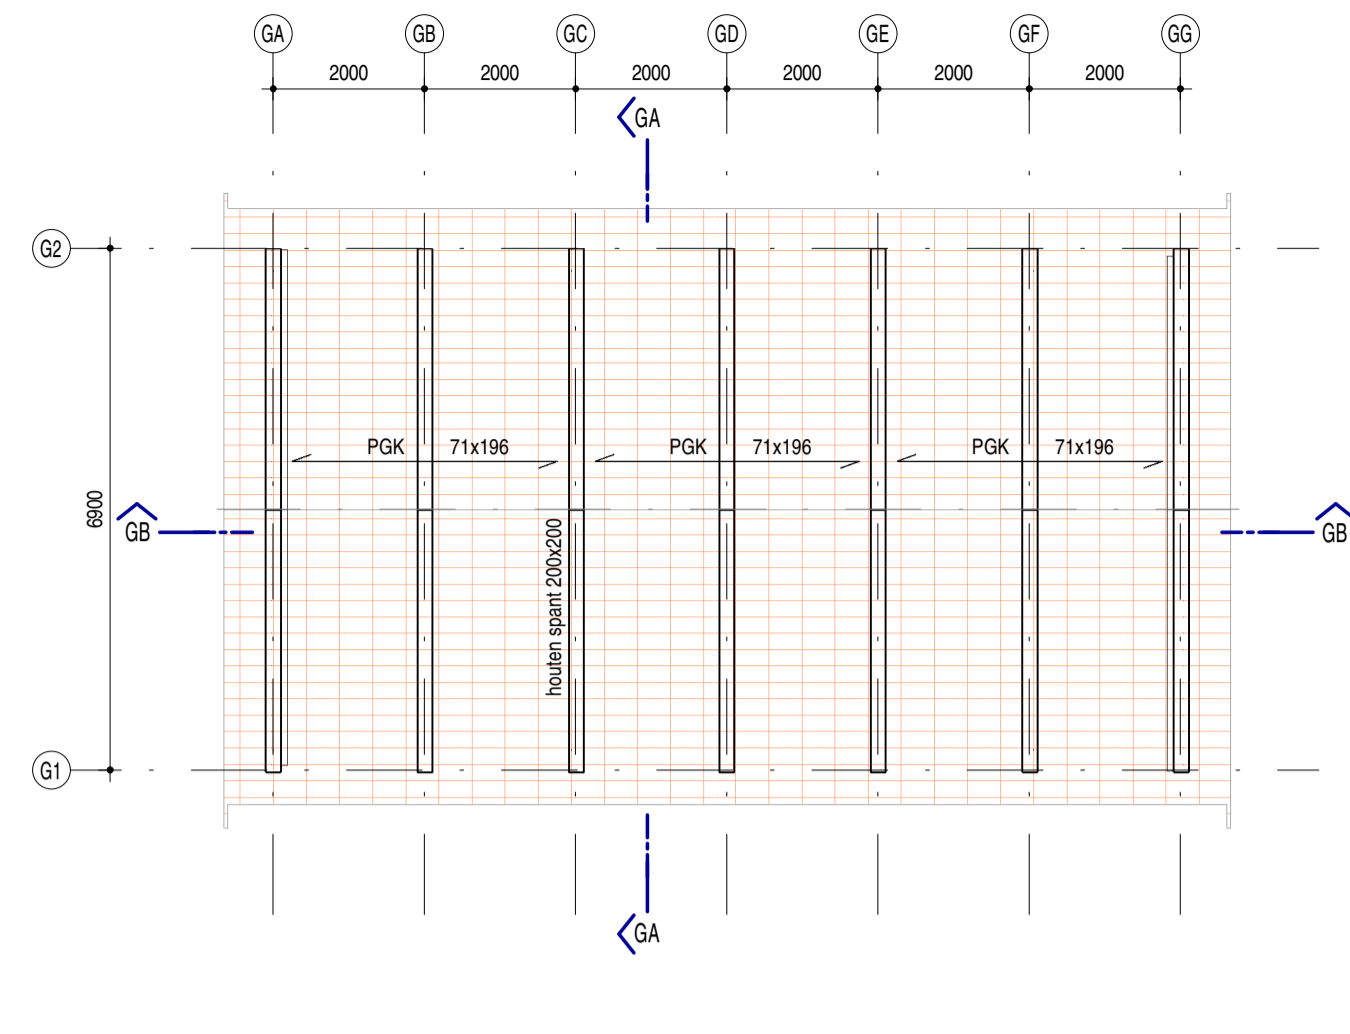 GA GB GC GD GE GF GG
2000 2000 2000 2000 2000 2000
GA
G2
PGK 71x196 PGK 71x196 PGK 71x196
6900
GB GB
houten spant 200x200
G1
GA